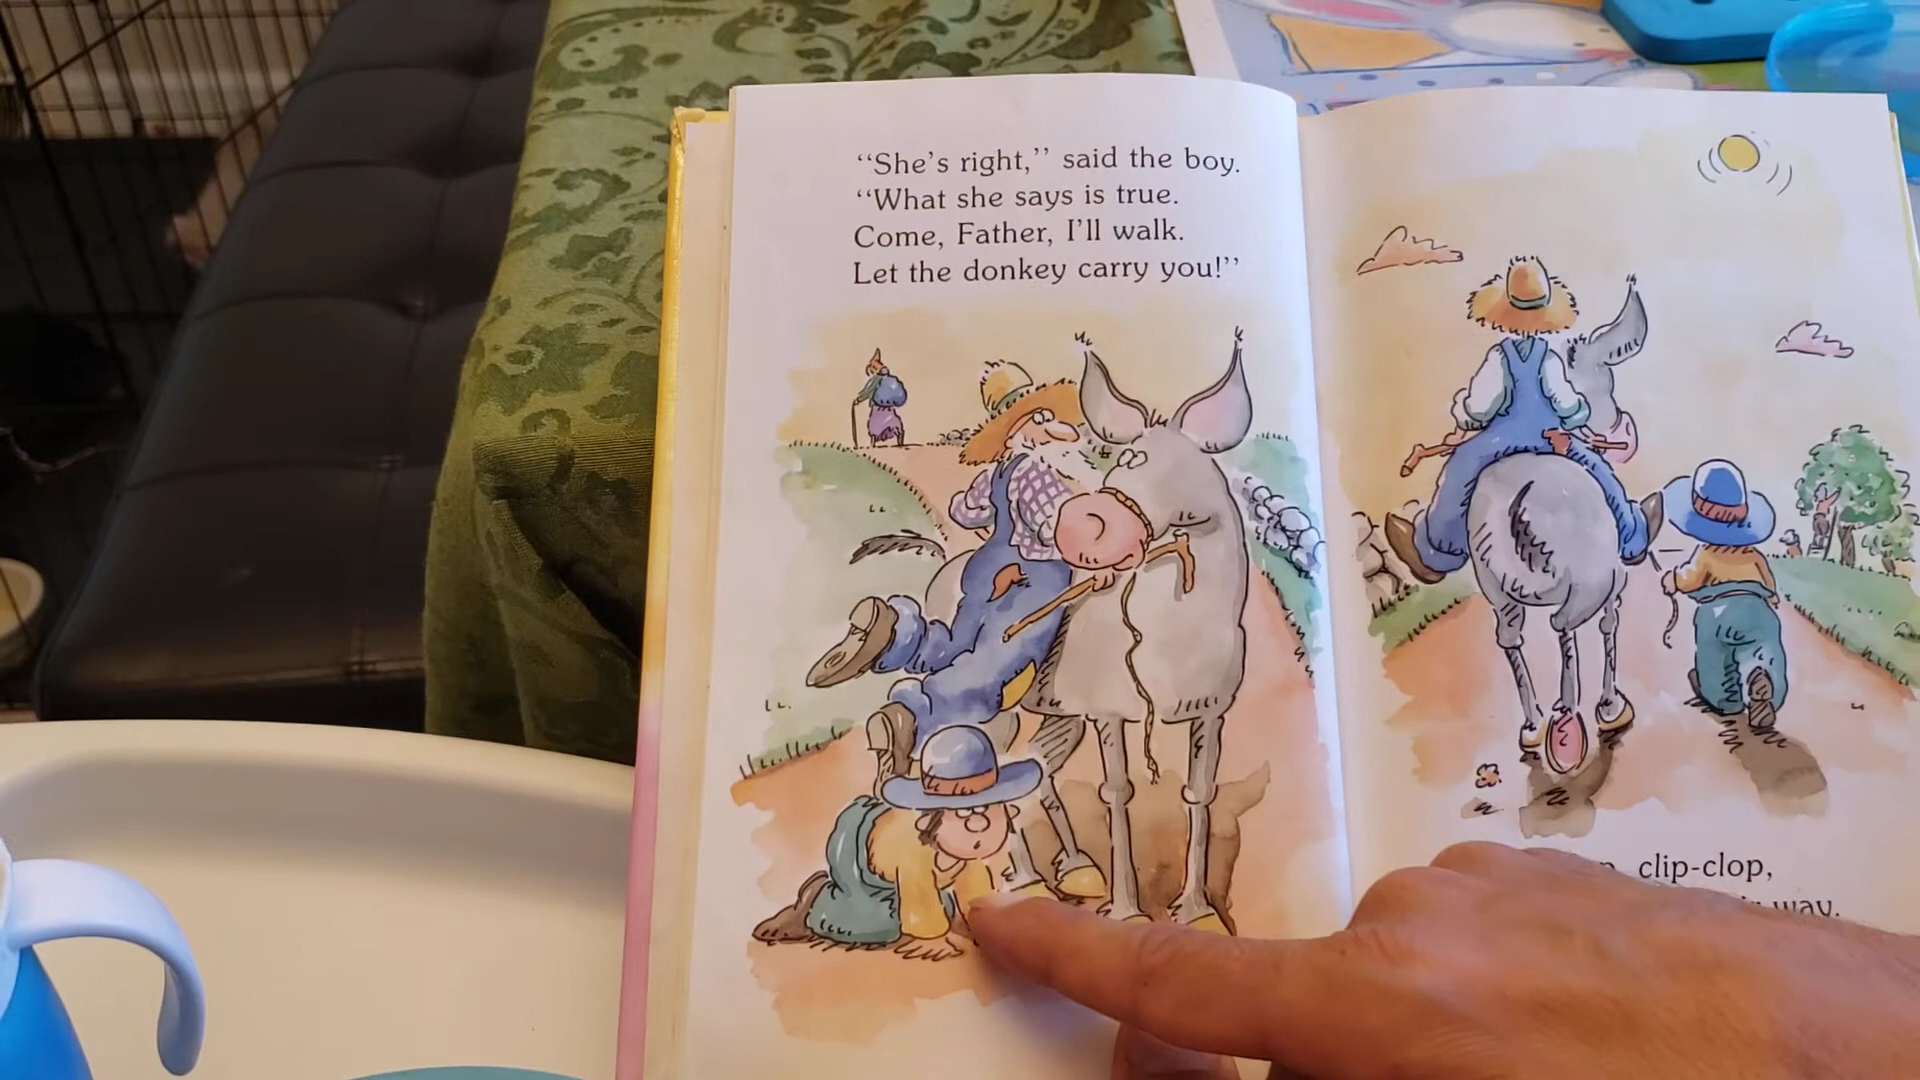 ‘‘She’s right,’’ said the boy.
‘‘What she says is true.
Come, Father, I’ll walk.
Let the donkey carry you!’’
clip-clop,
way.